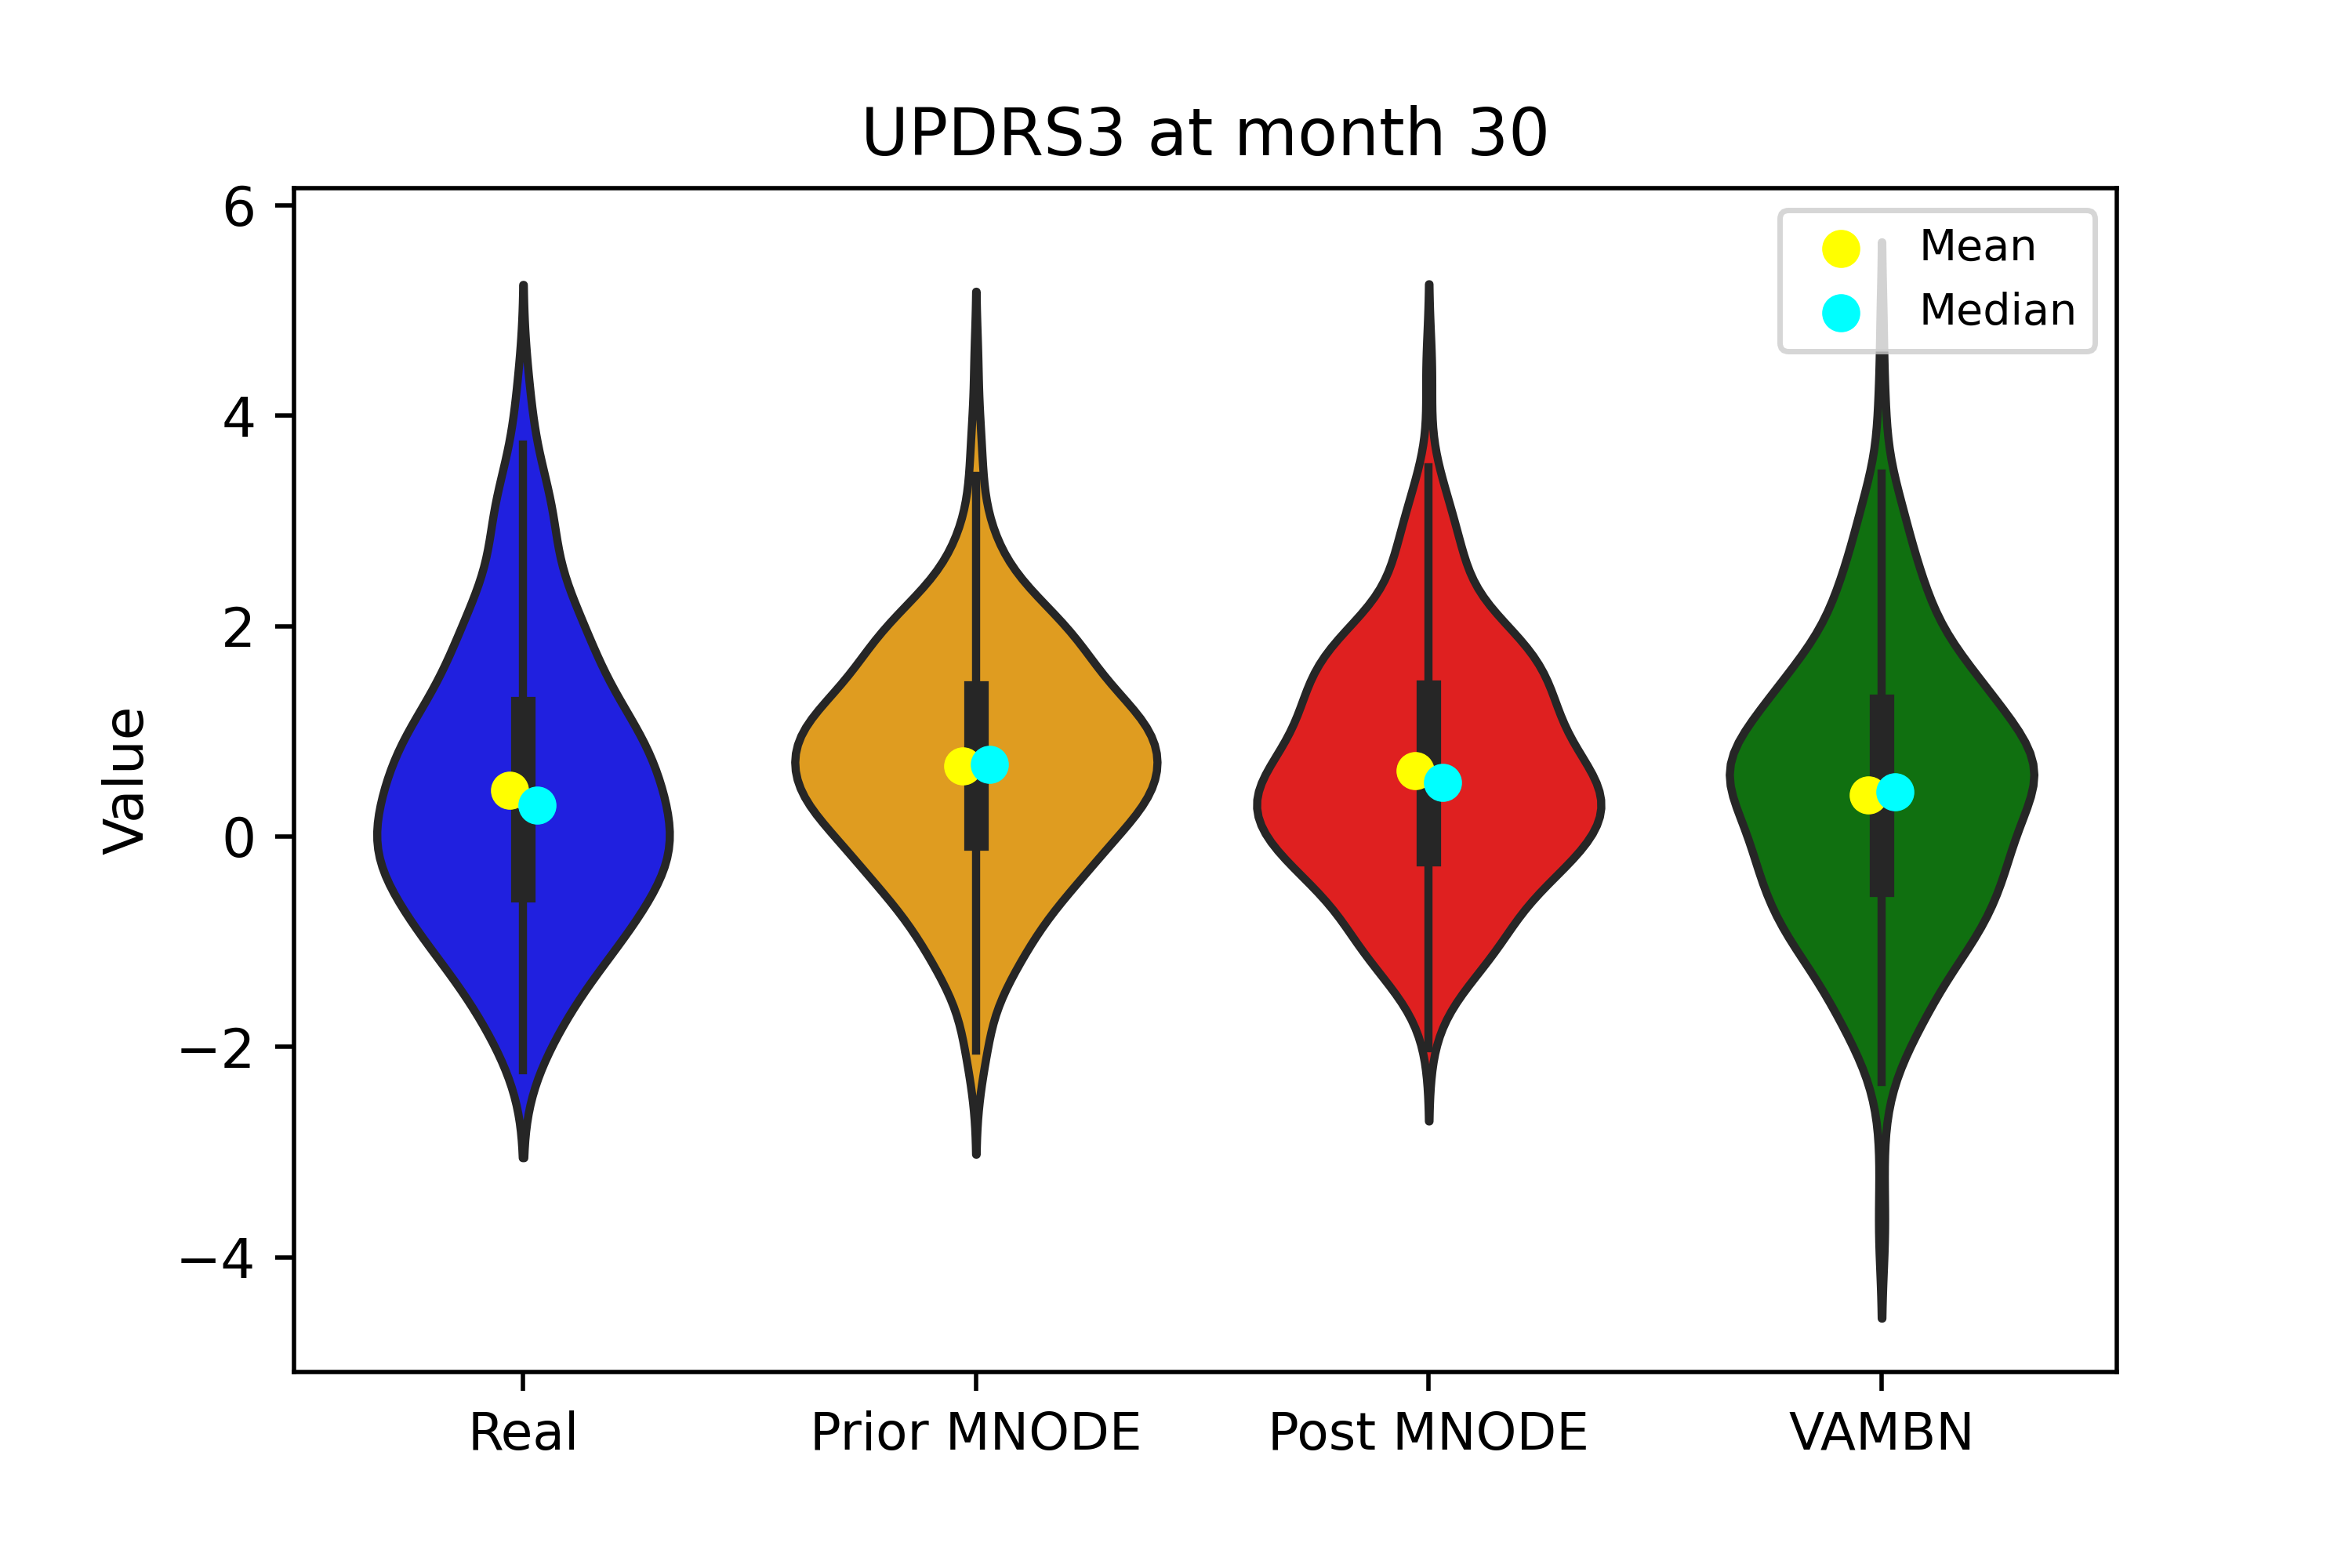 UPDRS3 at month 30
Mean
Median
6
4
2
0
−2
−4
Value
Real
Prior MNODE
Post MNODE
VAMBN